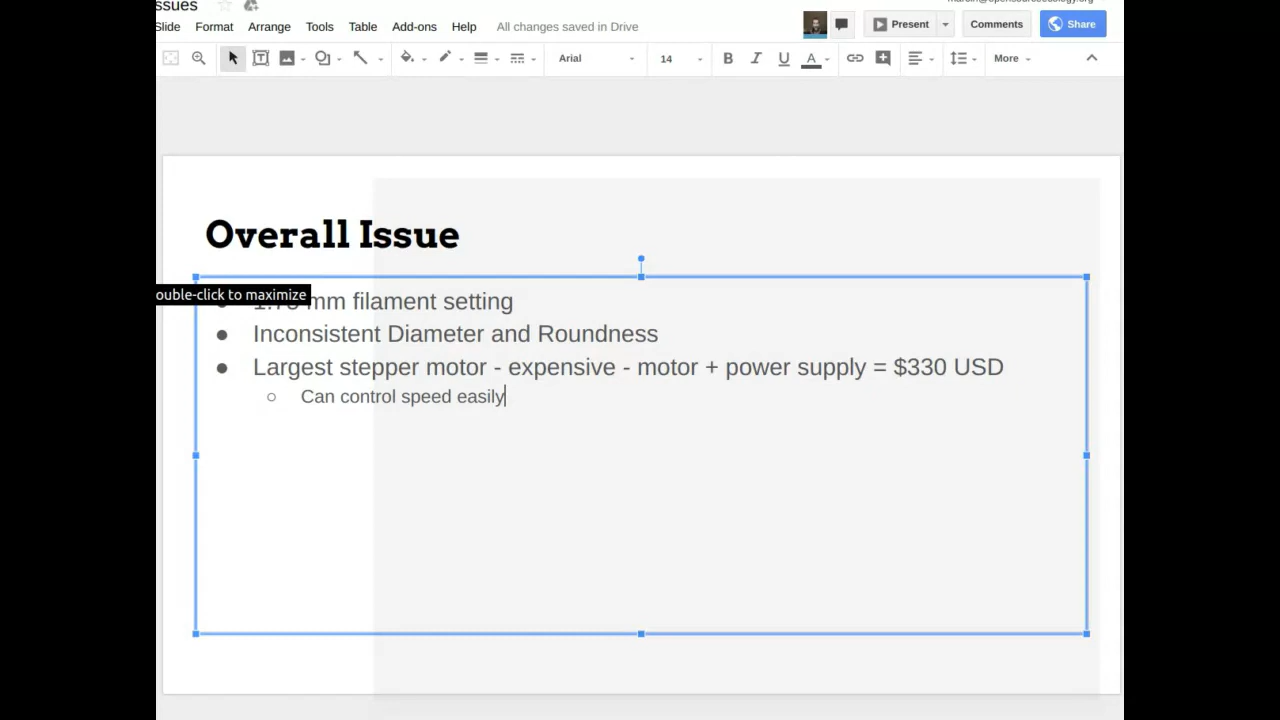 ssues
Slide Format Arrange Tools Table Add-ons Help All changes saved in Drive
Present Comments Share
Arial 14 B I U A More
Overall Issue
ouble-click to maximize
mm filament setting
Inconsistent Diameter and Roundness
Largest stepper motor - expensive - motor + power supply = $330 USD
Can control speed easily